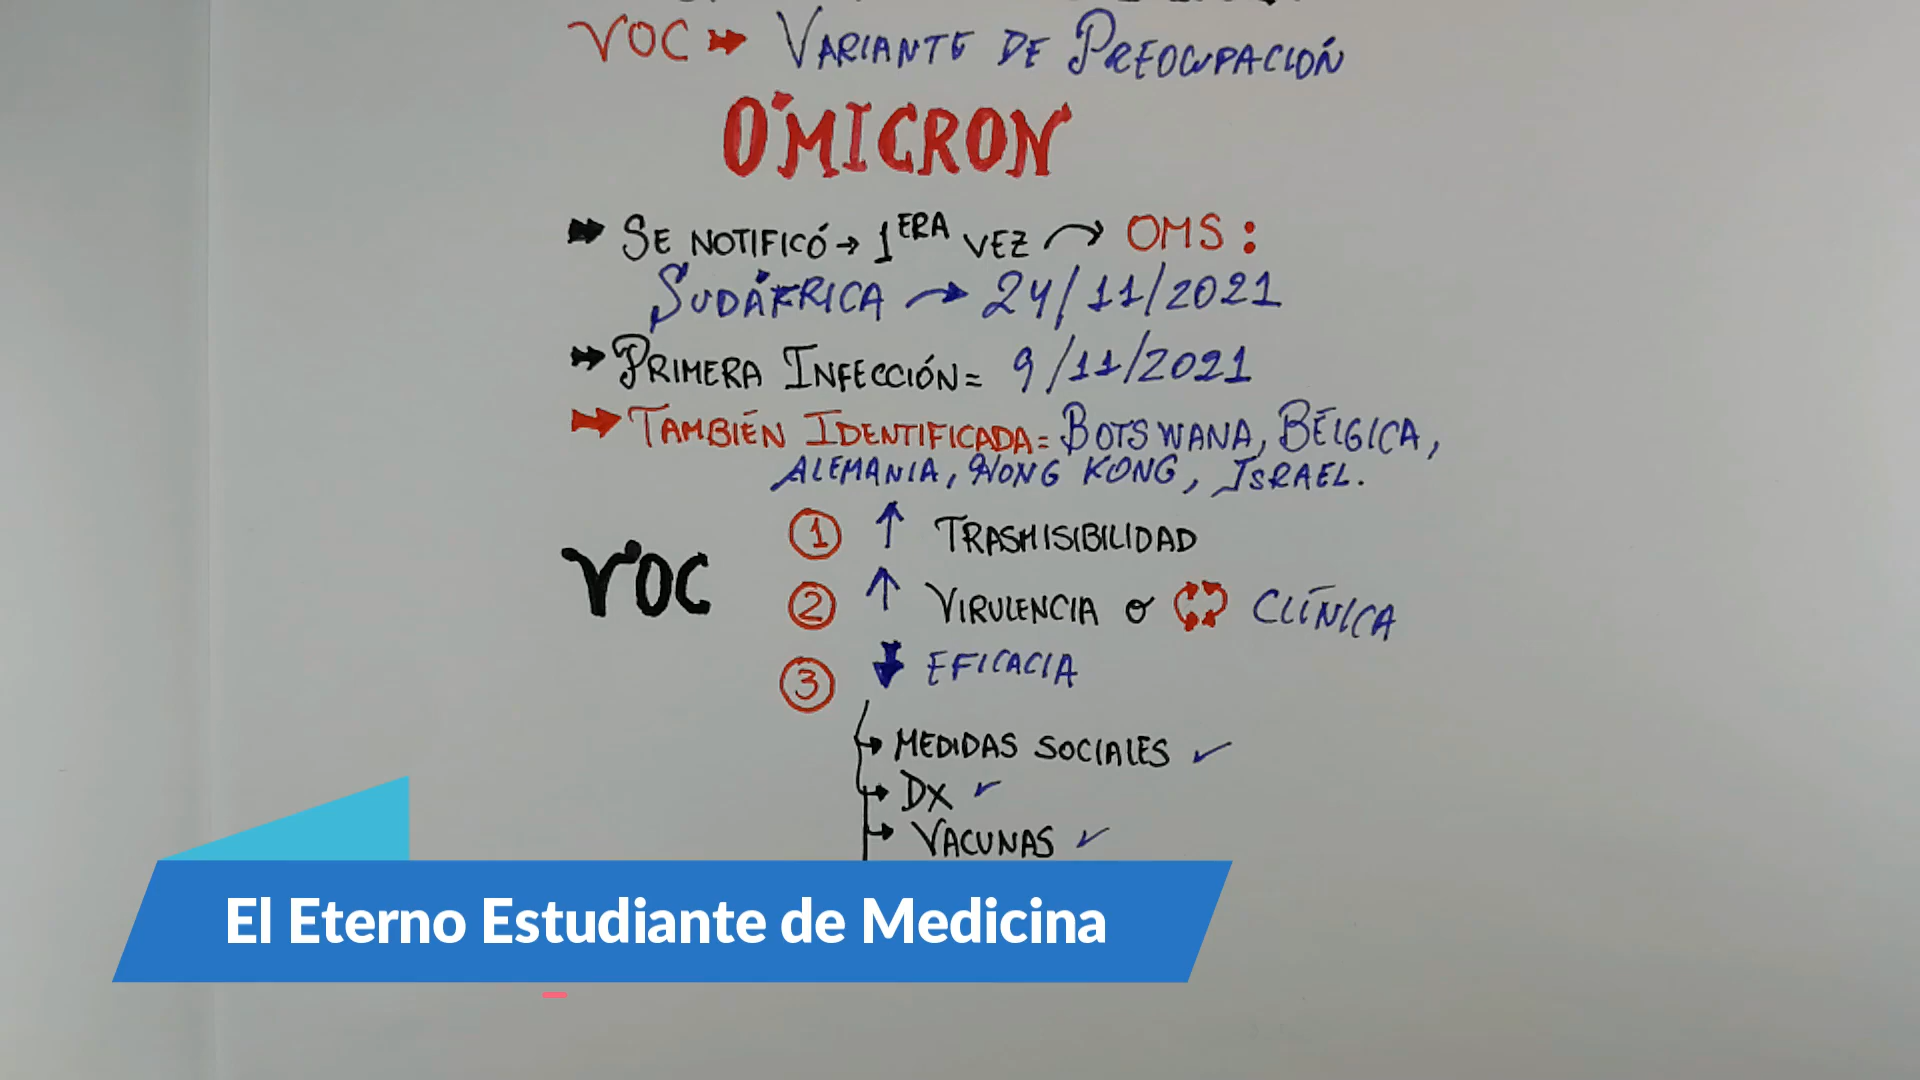 VOC → VARIANTE DE PREOCUPACIÓN
ÓMICRON
→ SE NOTIFICÓ → 1ERA VEZ → OMS:
SUDÁFRICA → 24/11/2021
→ PRIMERA INFECCIÓN = 9/11/2021
→ TAMBIÉN IDENTIFICADA = BOTSWANA, BÉLGICA,
ALEMANIA, HONG KONG, ISRAEL.
VOC
1 ↑ TRASMISIBILIDAD
2 ↑ VIRULENCIA O CLÍNICA
3 ↓ EFICACIA
→ MEDIDAS SOCIALES ✓
→ DX ✓
→ VACUNAS ✓
El Eterno Estudiante de Medicina